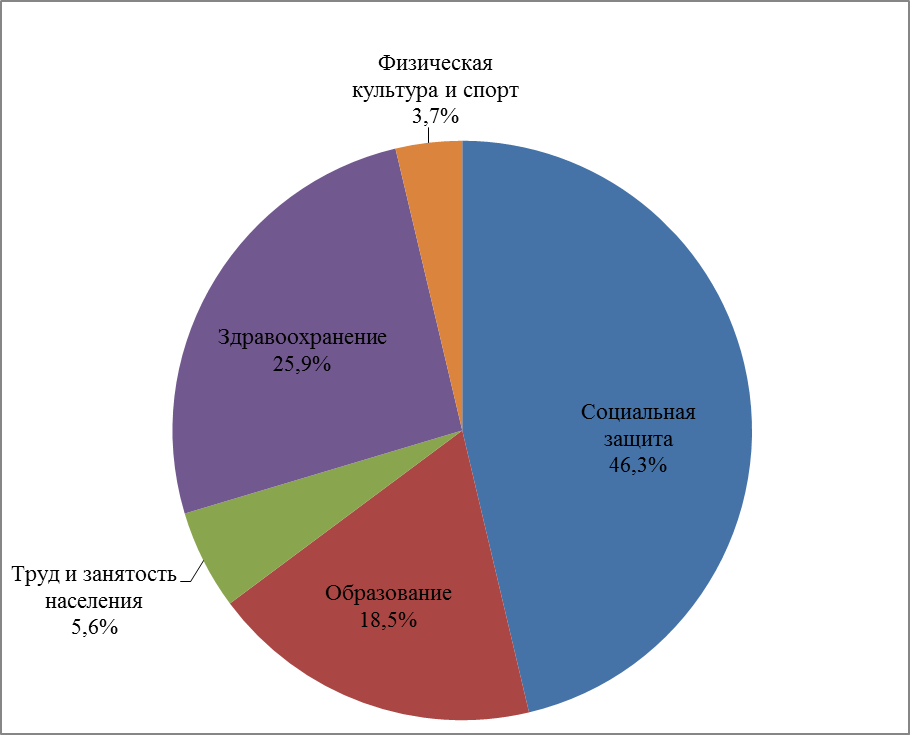 Физическая
культура и спорт
3,7%
Здравоохранение
25,9%
Социальная
защита
46,3%
Труд и занятость
населения
5,6%
Образование
18,5%